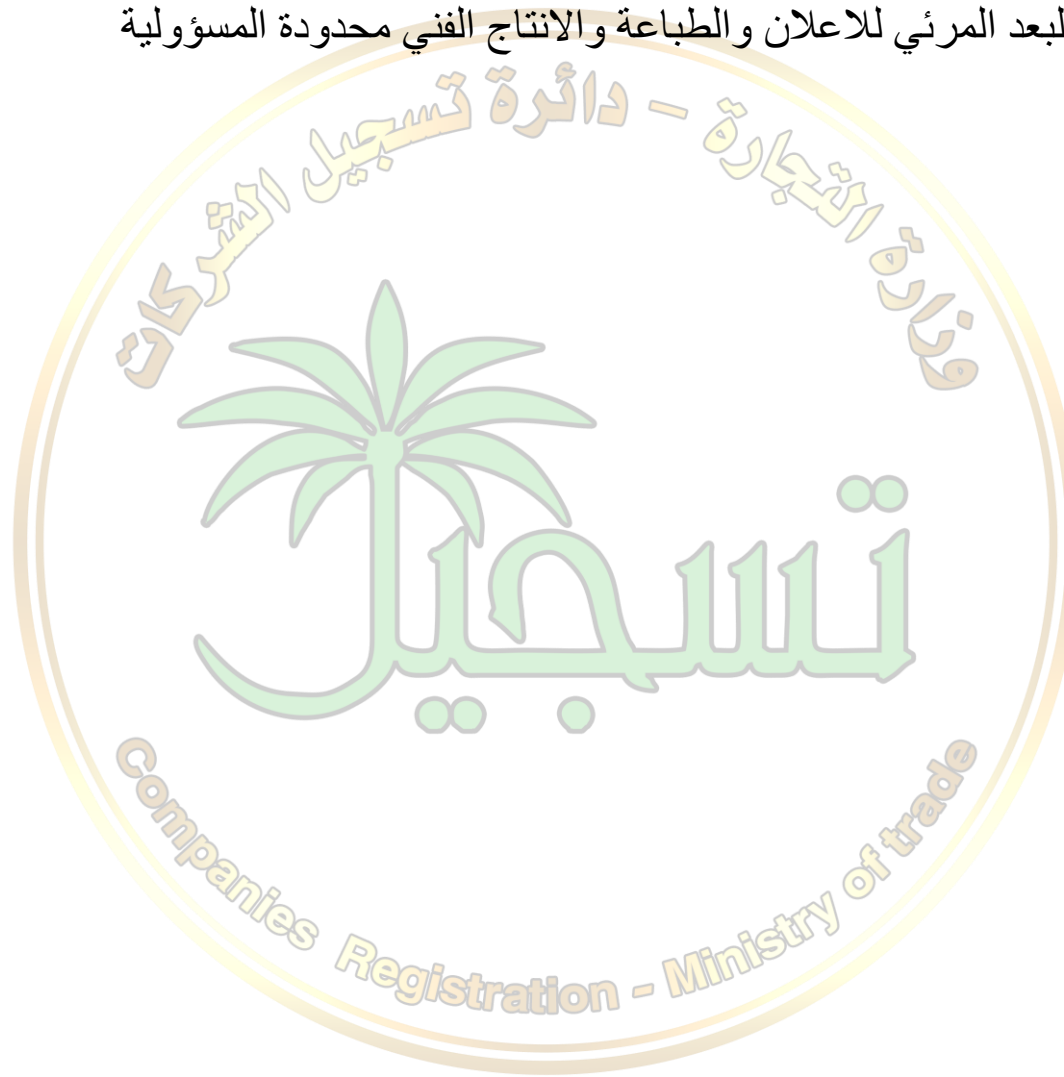 لبعد المرئي للاعلان والطباعة والانتاج الفني محدودة المسؤولية
وزارة التجارة - دائرة تسجيل الشركات
تسجيل
Companies Registration - Ministry of trade